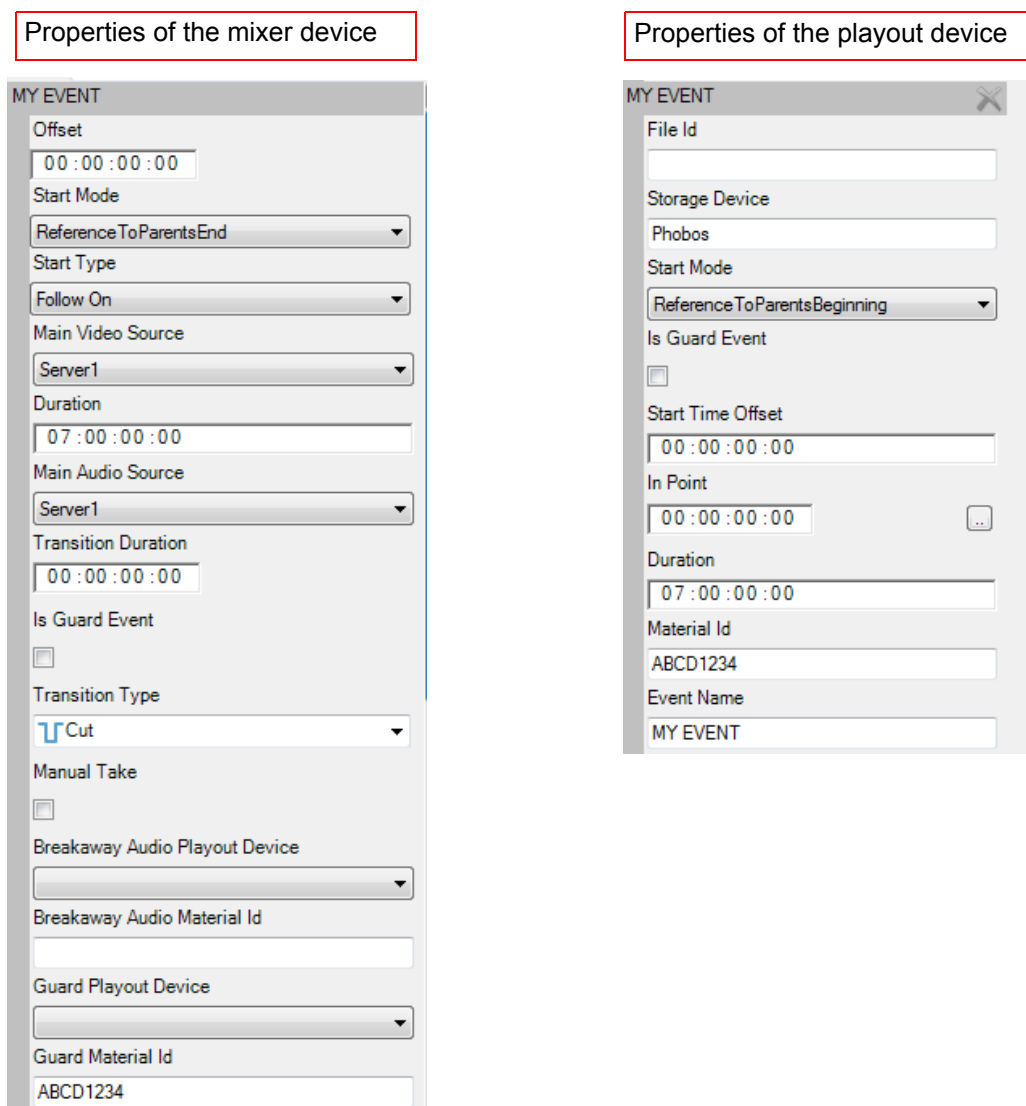 Properties of the mixer device
MY EVENT
Offset
00:00:00:00
Start Mode
ReferenceToParentsEnd
Start Type
Follow On
Main Video Source
Server1
Duration
07:00:00:00
Main Audio Source
Server1
Transition Duration
00:00:00:00
Is Guard Event
Transition Type
Cut
Manual Take
Breakaway Audio Playout Device
Breakaway Audio Material Id
Guard Playout Device
Guard Material Id
ABCD1234
Properties of the playout device
MY EVENT
File Id
Storage Device
Phobos
Start Mode
ReferenceToParentsBeginning
Is Guard Event
Start Time Offset
00:00:00:00
In Point
00:00:00:00
..
Duration
07:00:00:00
Material Id
ABCD1234
Event Name
MY EVENT